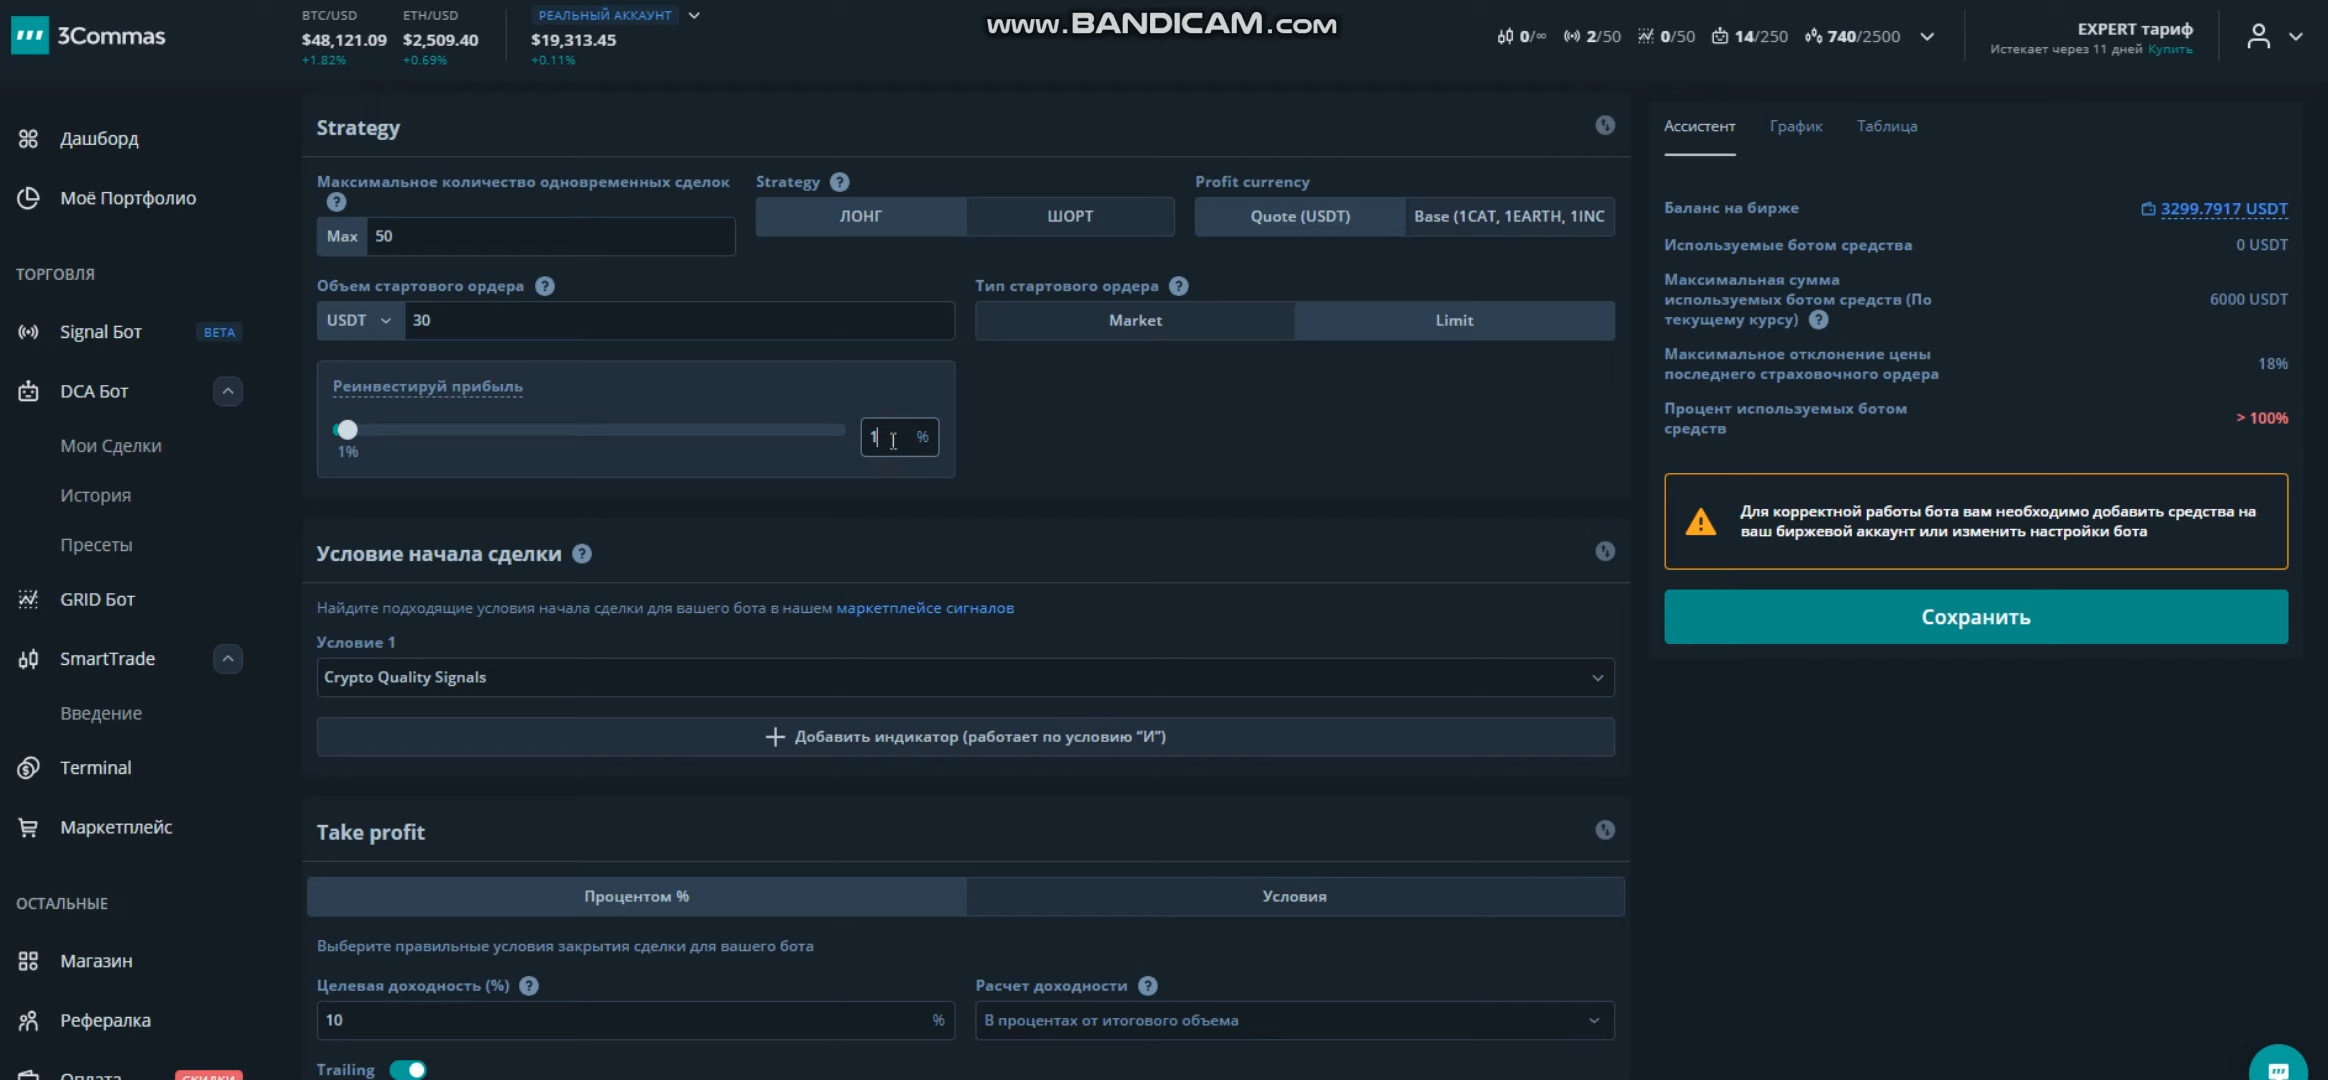 3Commas
BTC/USD
$48,121.09
+1.82%
ETH/USD
$2,509.40
+0.69%
РЕАЛЬНЫЙ АККАУНТ
$19,313.45
+0.11%
www.BANDICAM.com
0/∞
2/50
0/50
14/250
740/2500
EXPERT тариф
Истекает через 11 дней Купить
Дашборд
Моё Портфолио
ТОРГОВЛЯ
Signal Бот BETA
DCA Бот
Мои Сделки
История
Пресеты
GRID Бот
SmartTrade
Введение
Terminal
Маркетплейс
ОСТАЛЬНЫЕ
Магазин
Рефералка
Оплата СКИДКИ
Strategy
Максимальное количество одновременных сделок
?
Max 50
Strategy ?
ЛОНГ ШОРТ
Profit currency
Quote (USDT) Base (1CAT, 1EARTH, 1INC
Объем стартового ордера ?
USDT 30
Тип стартового ордера ?
Market Limit
Реинвестируй прибыль
1 %
1%
Условие начала сделки ?
Найдите подходящие условия начала сделки для вашего бота в нашем маркетплейсе сигналов
Условие 1
Crypto Quality Signals
+ Добавить индикатор (работает по условию “И”)
Take profit
Процентом % Условия
Выберите правильные условия закрытия сделки для вашего бота
Целевая доходность (%) ?
10 %
Расчет доходности ?
В процентах от итогового объема
Trailing
Ассистент График Таблица
Баланс на бирже 3299.7917 USDT
Используемые ботом средства 0 USDT
Максимальная сумма
используемых ботом средств (По
текущему курсу) ?
6000 USDT
Максимальное отклонение цены
последнего страховочного ордера
18%
Процент используемых ботом
средств
> 100%
Для корректной работы бота вам необходимо добавить средства на
ваш биржевой аккаунт или изменить настройки бота
Сохранить